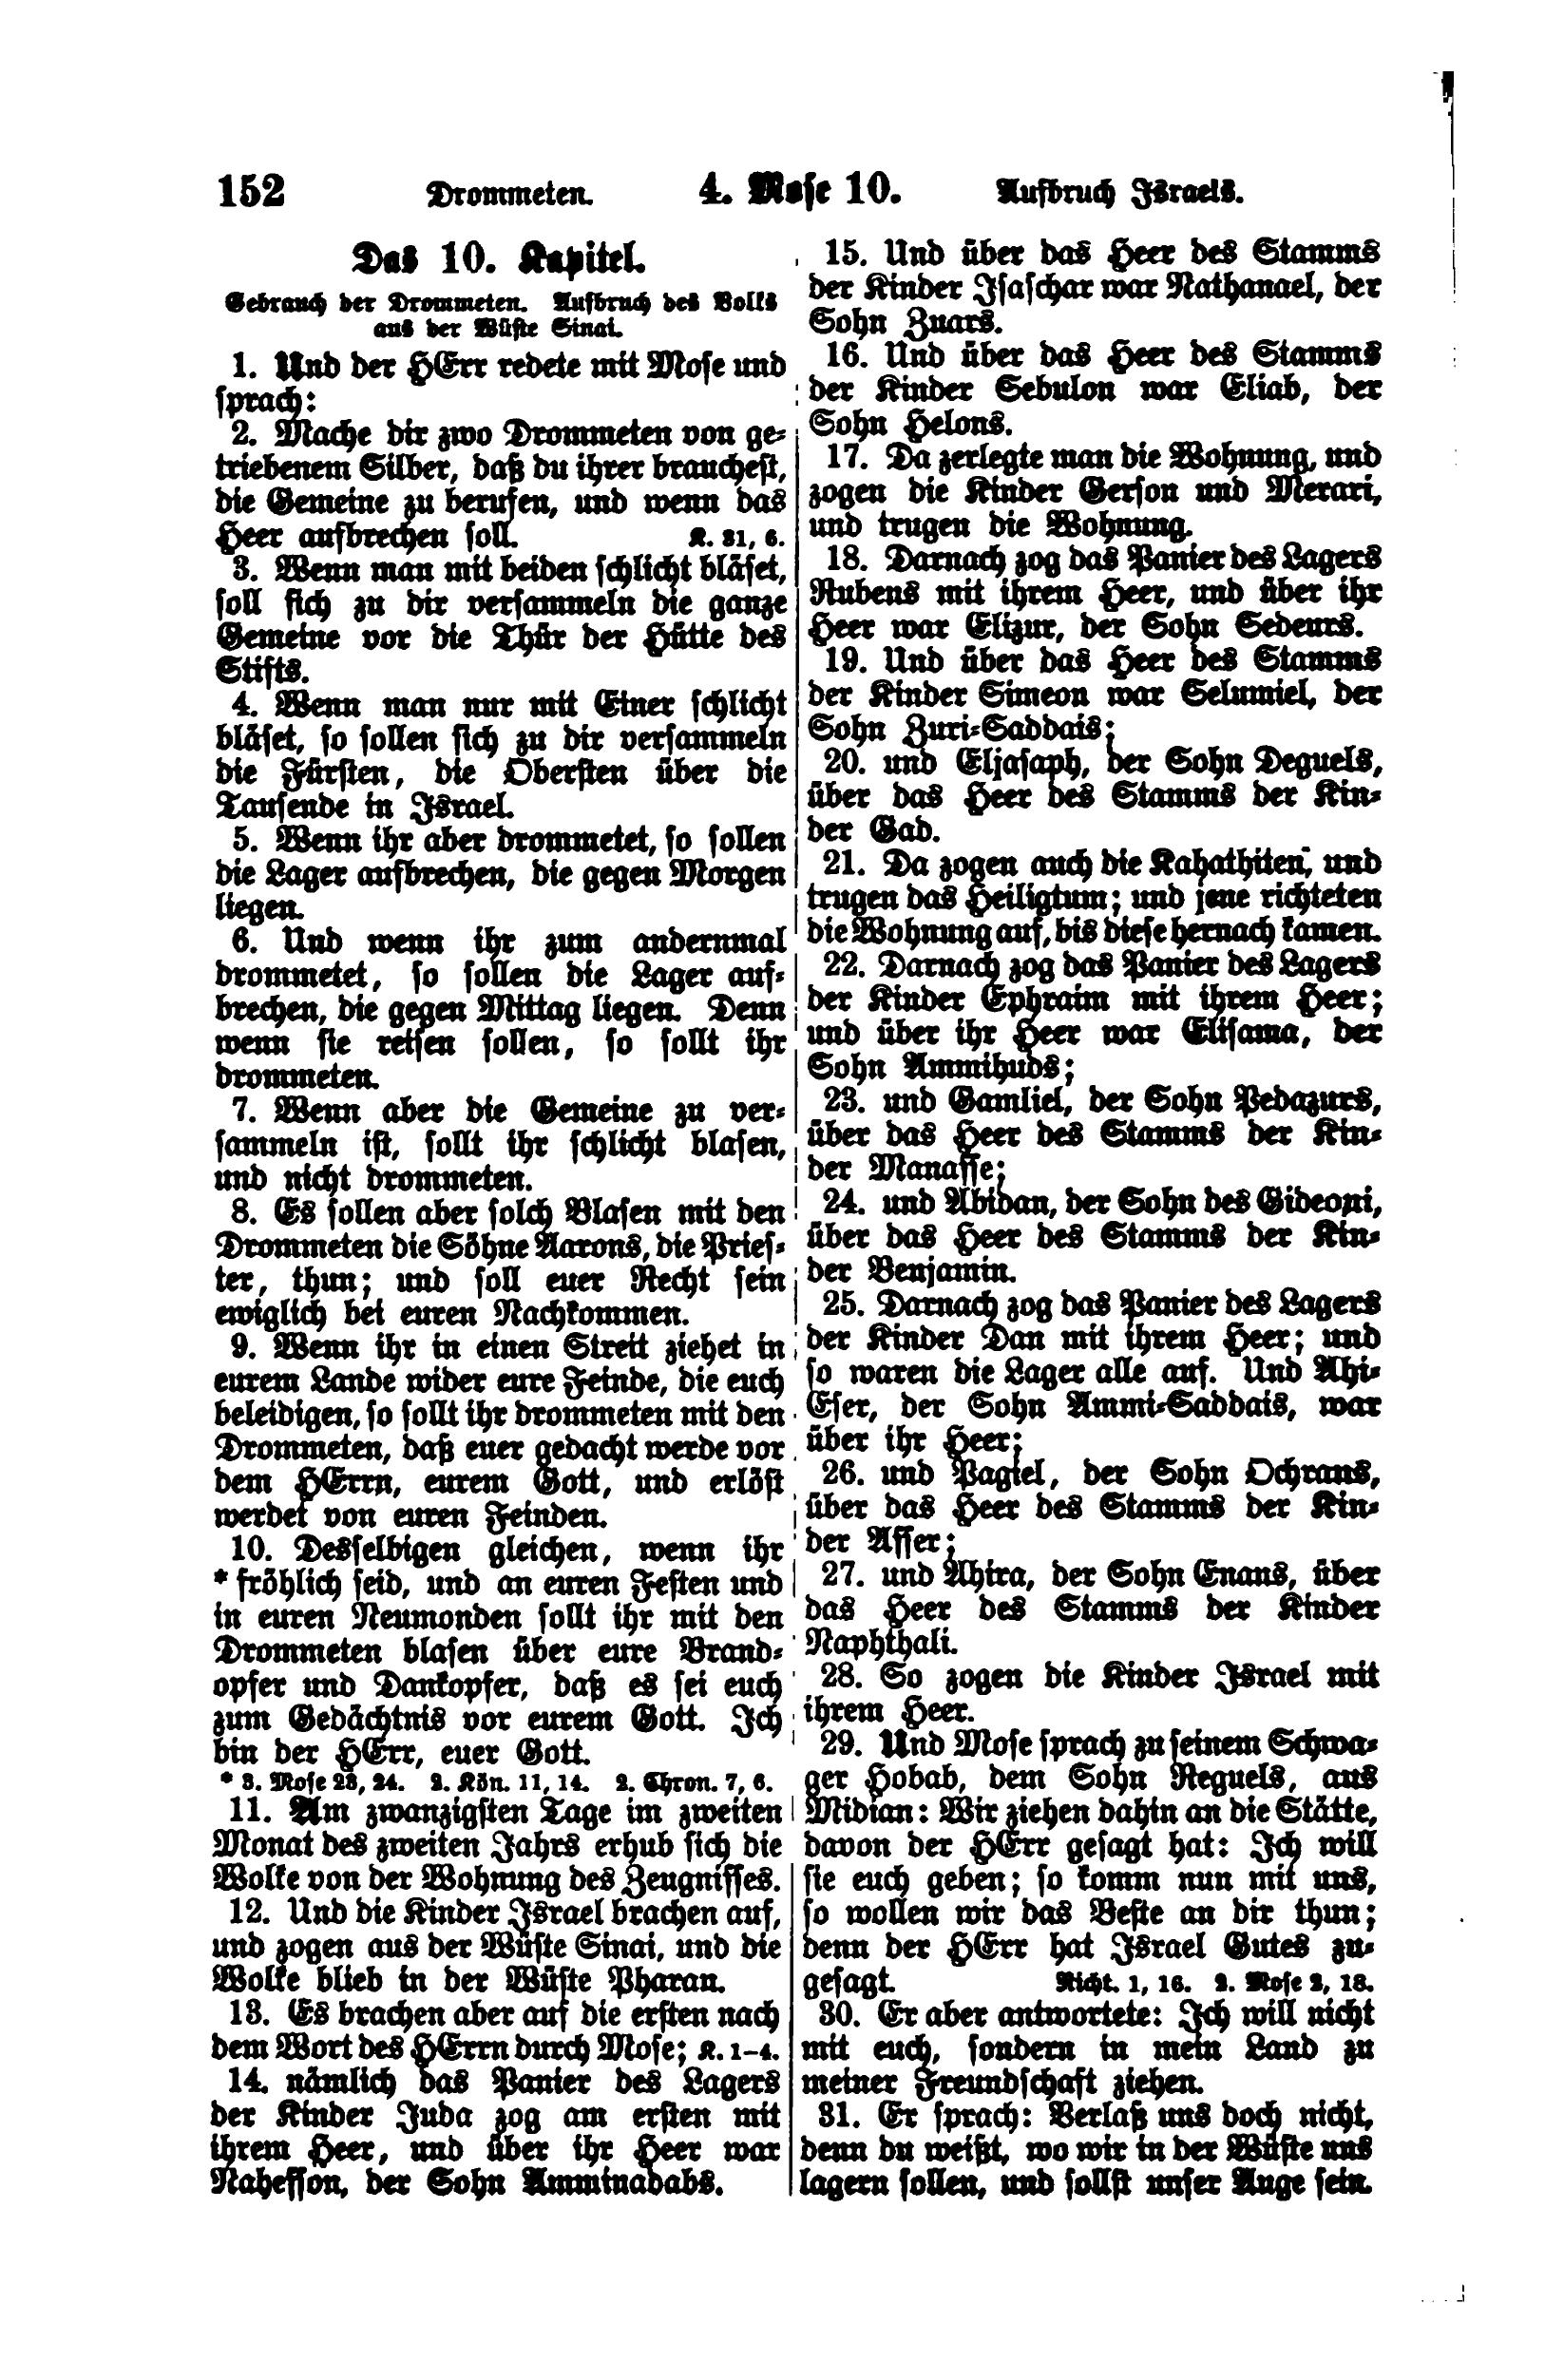 152 Drommeten. 4. Mose 10. Aufbruch Israels.
Das 10. Kapitel.
Gebrauch der Drommeten. Aufbruch des Volks
aus der Wüste Sinai.
1. Und der HErr redete mit Mose und
sprach:
2. Mache dir zwo Drommeten von ge-
triebenem Silber, daß du ihrer brauchest,
die Gemeine zu berufen, und wenn das
Heer aufbrechen soll. K. 31, 6.
3. Wenn man mit beiden schlicht bläset,
soll sich zu dir versammeln die ganze
Gemeine vor die Thür der Hütte des
Stifts.
4. Wenn man nur mit Einer schlicht
bläset, so sollen sich zu dir versammeln
die Fürsten, die Obersten über die
Tausende in Israel.
5. Wenn ihr aber drommetet, so sollen
die Lager aufbrechen, die gegen Morgen
liegen.
6. Und wenn ihr zum andernmal
drommetet, so sollen die Lager auf-
brechen, die gegen Mittag liegen. Denn
wenn sie reisen sollen, so sollt ihr
drommeten.
7. Wenn aber die Gemeine zu ver-
sammeln ist, sollt ihr schlicht blasen,
und nicht drommeten.
8. Es sollen aber solch Blasen mit den
Drommeten die Söhne Aarons, die Pries-
ter, thun; und soll euer Recht sein
ewiglich bei euren Nachkommen.
9. Wenn ihr in einen Streit ziehet in
eurem Lande wider eure Feinde, die euch
beleidigen, so sollt ihr drommeten mit den
Drommeten, daß euer gedacht werde vor
dem HErrn, eurem Gott, und erlöst
werdet von euren Feinden.
10. Desselbigen gleichen, wenn ihr
* fröhlich seid, und an euren Festen und
in euren Neumonden sollt ihr mit den
Drommeten blasen über eure Brand-
opfer und Dankopfer, daß es sei euch
zum Gedächtnis vor eurem Gott. Ich
bin der HErr, euer Gott.
* 3. Mose 23, 24. 2. Kön. 11, 14. 2. Chron. 7, 6.
11. Am zwanzigsten Tage im zweiten
Monat des zweiten Jahrs erhub sich die
Wolke von der Wohnung des Zeugnisses.
12. Und die Kinder Israel brachen auf,
und zogen aus der Wüste Sinai, und die
Wolke blieb in der Wüste Pharan.
13. Es brachen aber auf die ersten nach
dem Wort des HErrn durch Mose; K. 1–4.
14. nämlich das Panier des Lagers
der Kinder Juda zog am ersten mit
ihrem Heer, und über ihr Heer war
Nahesson, der Sohn Amminadabs.
15. Und über das Heer des Stamms
der Kinder Isaschar war Nathanael, der
Sohn Zuars.
16. Und über das Heer des Stamms
der Kinder Sebulon war Eliab, der
Sohn Helons.
17. Da zerlegte man die Wohnung, und
zogen die Kinder Gerson und Merari,
und trugen die Wohnung.
18. Darnach zog das Panier des Lagers
Rubens mit ihrem Heer, und über ihr
Heer war Elizur, der Sohn Sedeurs.
19. Und über das Heer des Stamms
der Kinder Simeon war Selumiel, der
Sohn Zuri-Saddais;
20. und Eljasaph, der Sohn Deguels,
über das Heer des Stamms der Kin-
der Gad.
21. Da zogen auch die Kahathiten, und
trugen das Heiligtum; und jene richteten
die Wohnung auf, bis diese hernach kamen.
22. Darnach zog das Panier des Lagers
der Kinder Ephraim mit ihrem Heer;
und über ihr Heer war Elisama, der
Sohn Ammihuds;
23. und Gamliel, der Sohn Pedazurs,
über das Heer des Stamms der Kin-
der Manasse;
24. und Abidan, der Sohn des Gideoni,
über das Heer des Stamms der Kin-
der Benjamin.
25. Darnach zog das Panier des Lagers
der Kinder Dan mit ihrem Heer; und
so waren die Lager alle auf. Und Ahi-
Eser, der Sohn Ammi-Saddais, war
über ihr Heer;
26. und Pagiel, der Sohn Ochrans,
über das Heer des Stamms der Kin-
der Asser;
27. und Ahira, der Sohn Enans, über
das Heer des Stamms der Kinder
Naphthali.
28. So zogen die Kinder Israel mit
ihrem Heer.
29. Und Mose sprach zu seinem Schwa-
ger Hobab, dem Sohn Reguels, aus
Midian: Wir ziehen dahin an die Stätte,
davon der HErr gesagt hat: Ich will
sie euch geben; so komm nun mit uns,
so wollen wir das Beste an dir thun;
denn der HErr hat Israel Gutes zu-
gesagt. Richt. 1, 16. 2. Mose 2, 18.
30. Er aber antwortete: Ich will nicht
mit euch, sondern in mein Land zu
meiner Freundschaft ziehen.
31. Er sprach: Verlaß uns doch nicht,
denn du weißt, wo wir in der Wüste uns
lagern sollen, und sollst unser Auge sein.